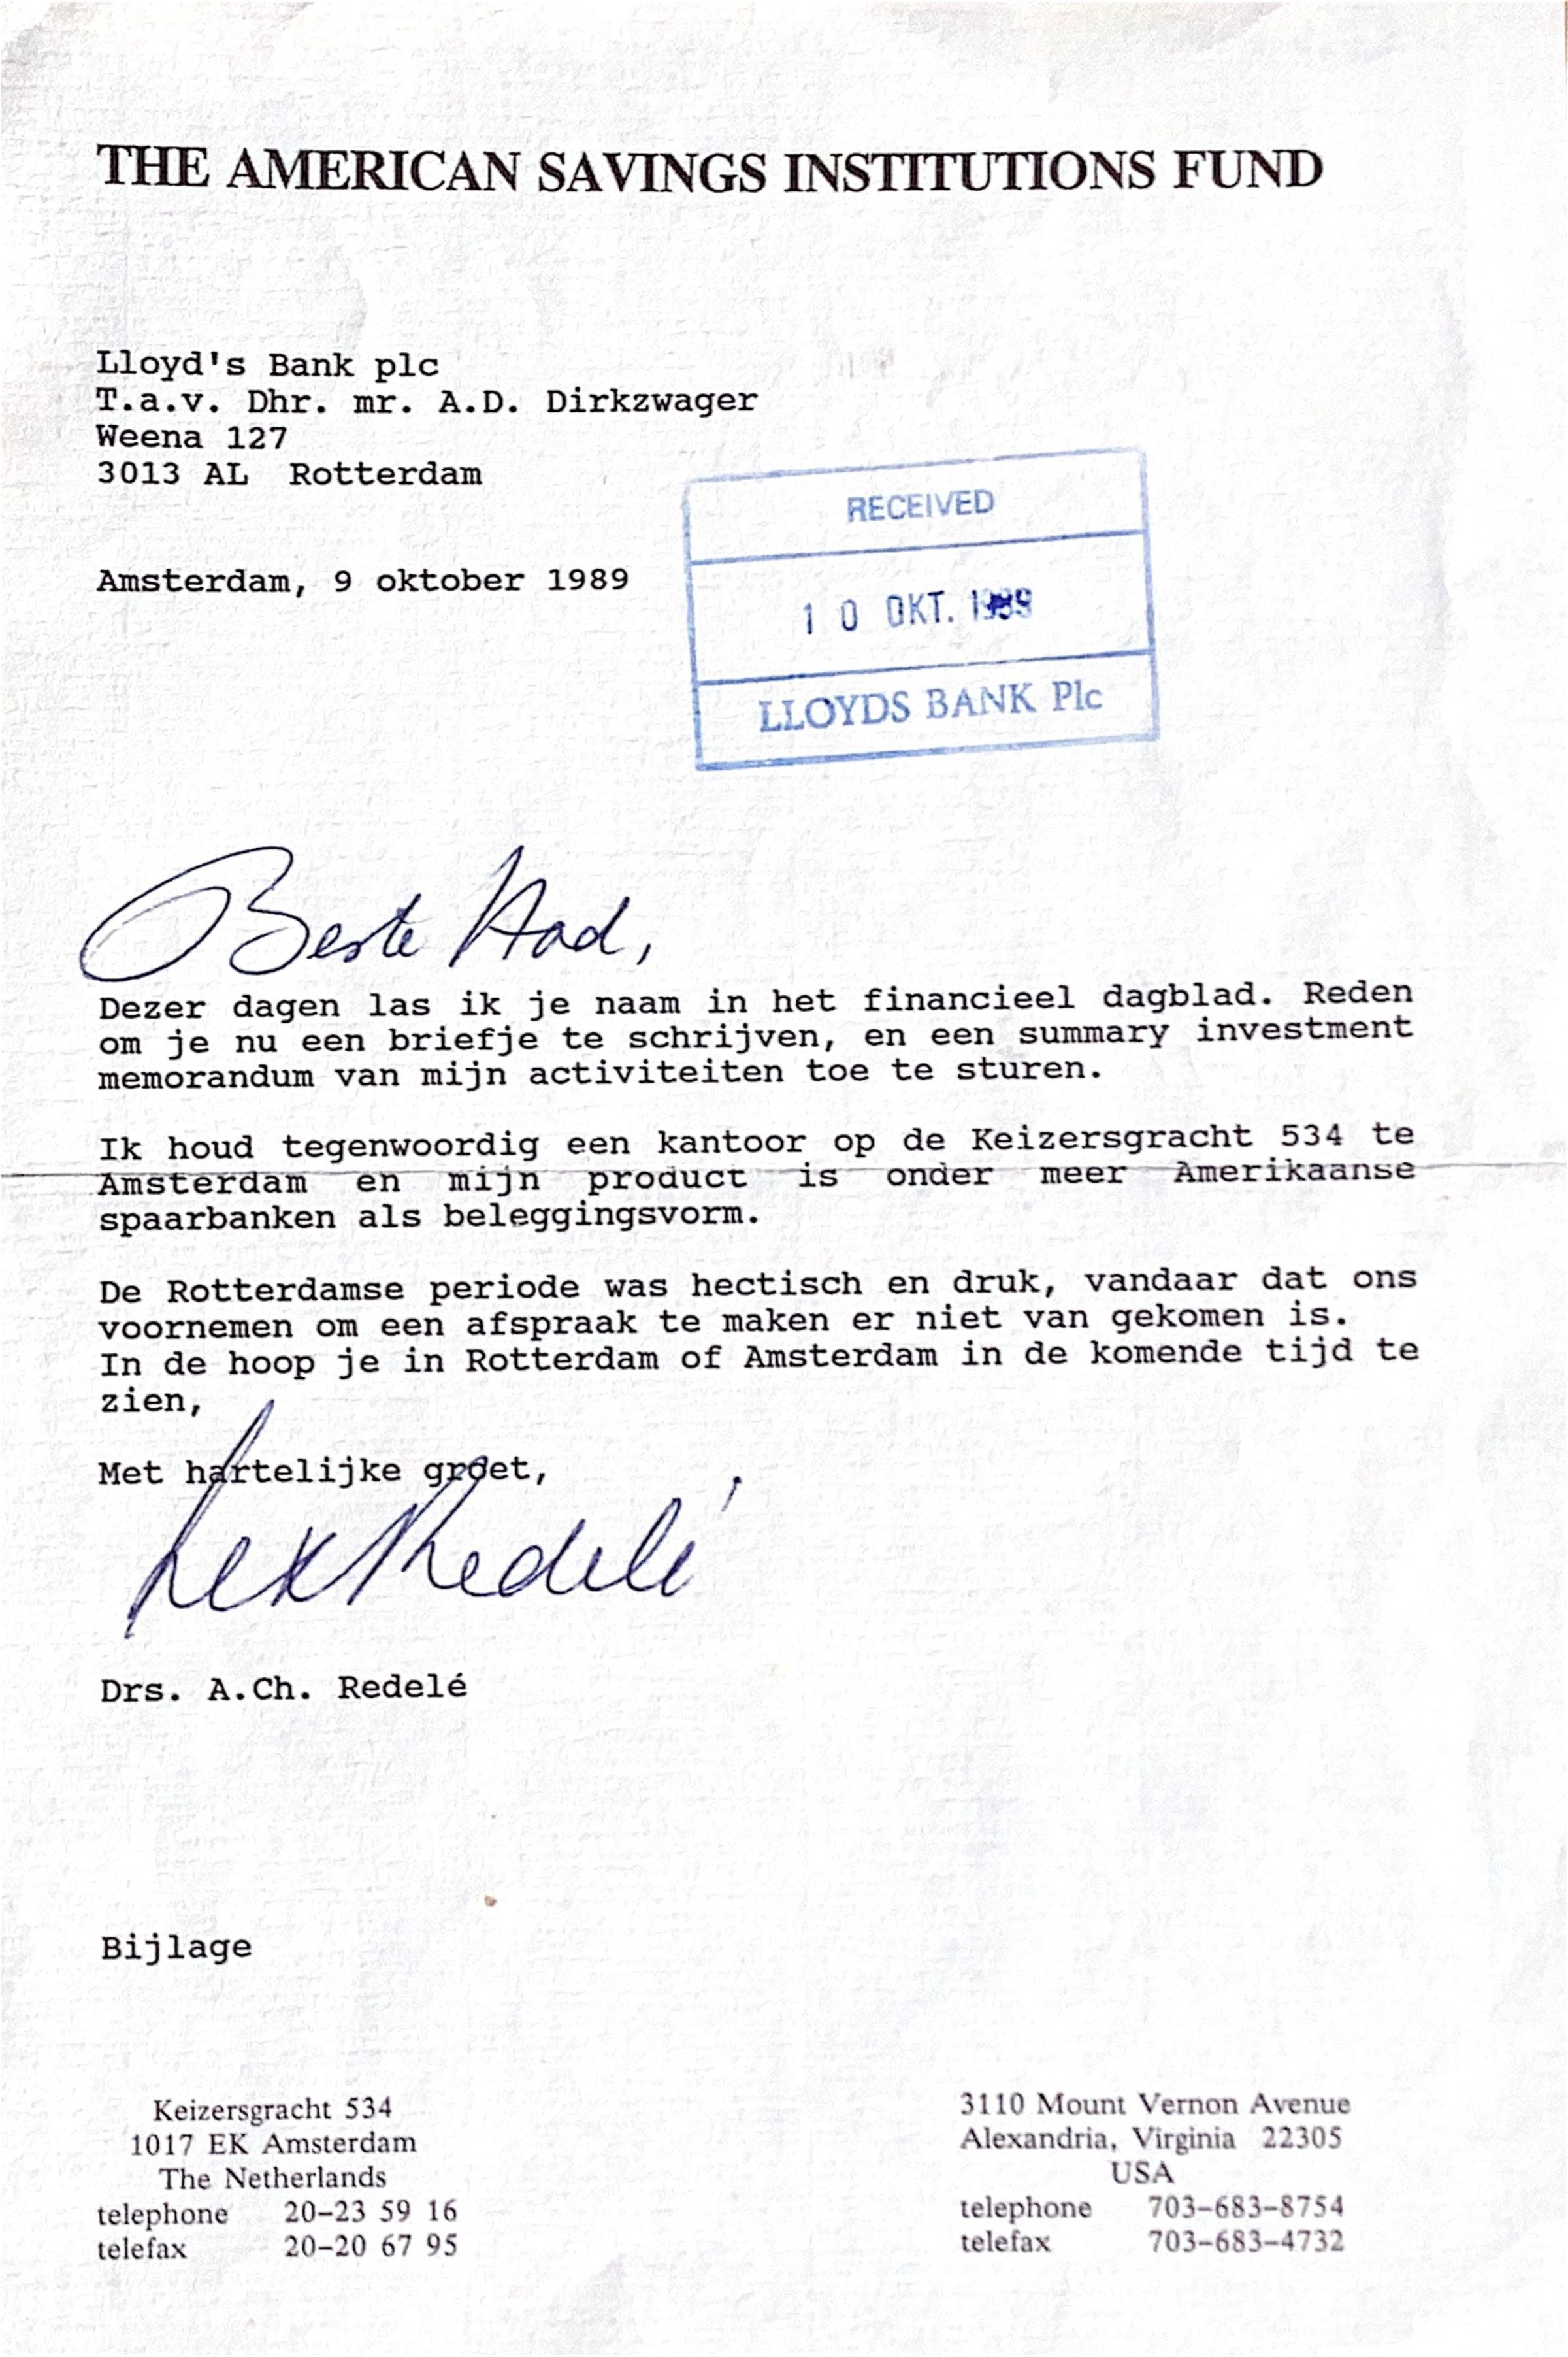 THE AMERICAN SAVINGS INSTITUTIONS FUND
Lloyd's Bank plc
T.a.v. Dhr. mr. A.D. Dirkzwager
Weena 127
3013 AL Rotterdam
Amsterdam, 9 oktober 1989
RECEIVED
10 OKT. 1989
LLOYDS BANK Plc
Beste Aad,
Dezer dagen las ik je naam in het financieel dagblad. Reden
om je nu een briefje te schrijven, en een summary investment
memorandum van mijn activiteiten toe te sturen.
Ik houd tegenwoordig een kantoor op de Keizersgracht 534 te
Amsterdam en mijn product is onder meer Amerikaanse
spaarbanken als beleggingsvorm.
De Rotterdamse periode was hectisch en druk, vandaar dat ons
voornemen om een afspraak te maken er niet van gekomen is.
In de hoop je in Rotterdam of Amsterdam in de komende tijd te
zien,
Met hartelijke groet,
Lex Redelé
Drs. A.Ch. Redelé
Bijlage
Keizersgracht 534
1017 EK Amsterdam
The Netherlands
telephone 20-23 59 16
telefax 20-20 67 95
3110 Mount Vernon Avenue
Alexandria, Virginia 22305
USA
telephone 703-683-8754
telefax 703-683-4732